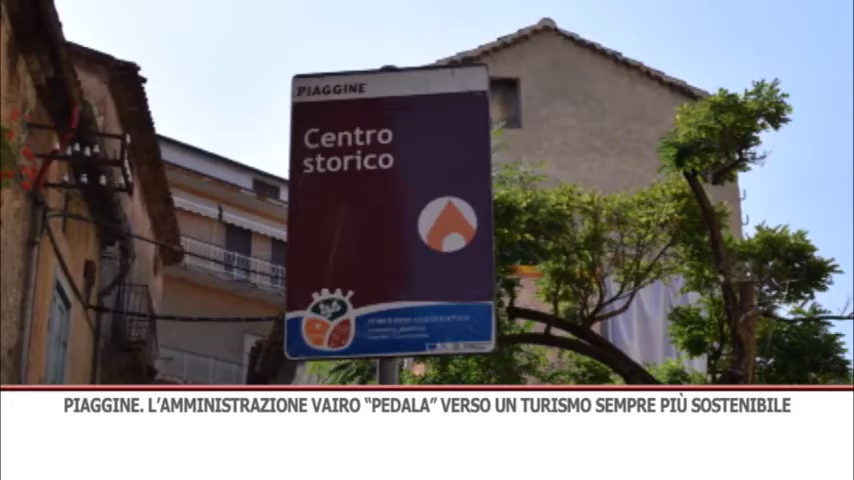 PIAGGINE
Centro
storico
PIAGGINE. L'AMMINISTRAZIONE VAIRO “PEDALA” VERSO UN TURISMO SEMPRE PIÙ SOSTENIBILE